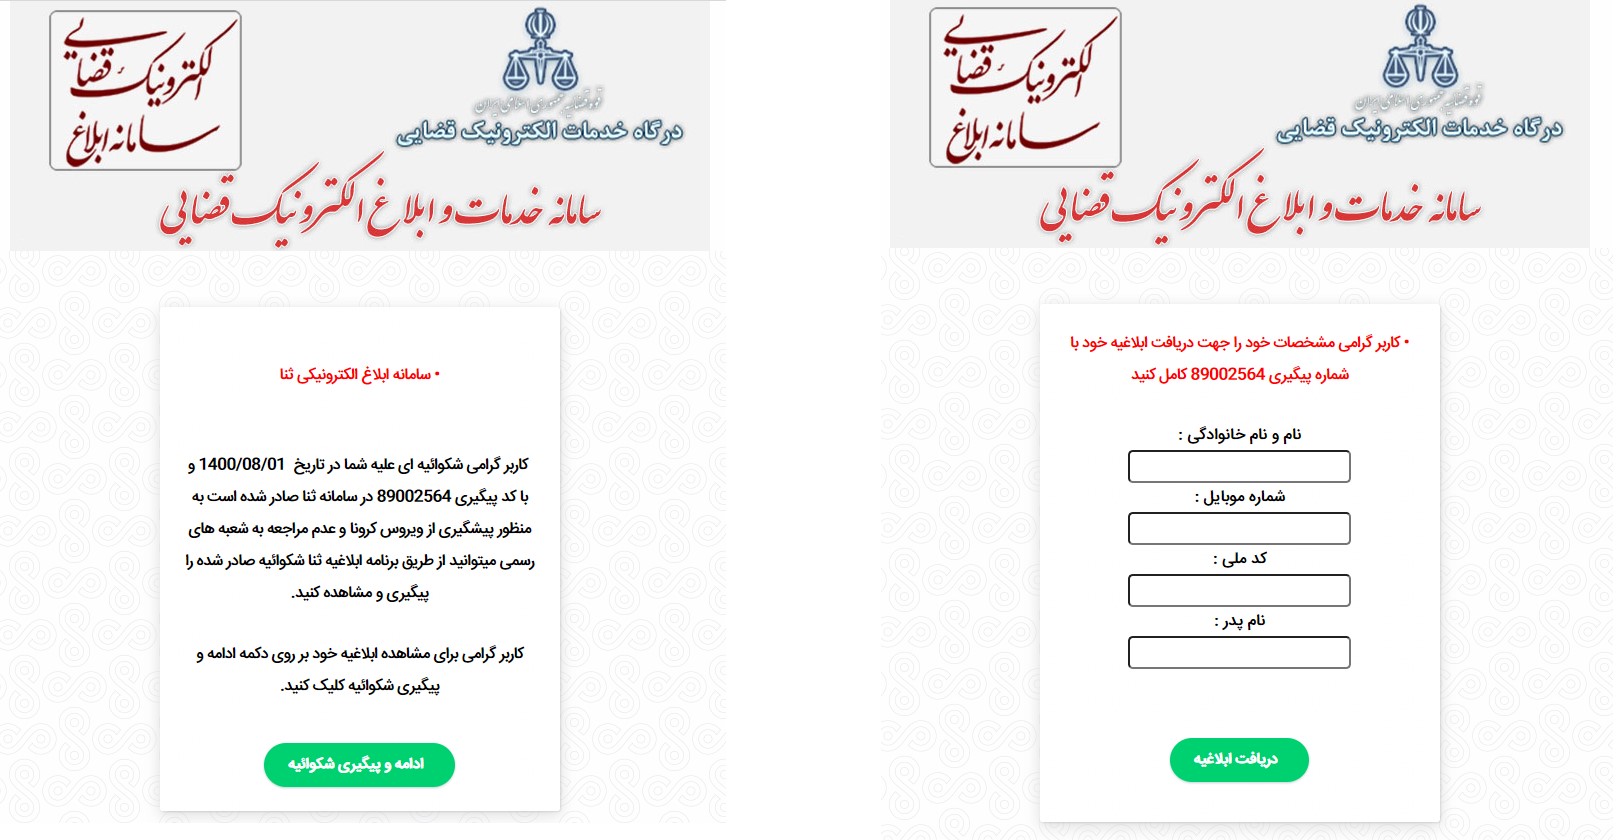 الکترونیک قضایی
سامانه ابلاغ
قوه قضاییه جمهوری اسلامی ایران
درگاه خدمات الکترونیک قضایی
سامانه خدمات و ابلاغ الکترونیک قضایی
• سامانه ابلاغ الکترونیکی ثنا
کاربر گرامی شکوائیه ای علیه شما در تاریخ 1400/08/01 و
با کد پیگیری 89002564 در سامانه ثنا صادر شده است به
منظور پیشگیری از ویروس کرونا و عدم مراجعه به شعبه های
رسمی میتوانید از طریق برنامه ابلاغیه ثنا شکوائیه صادر شده را
پیگیری و مشاهده کنید.
کاربر گرامی برای مشاهده ابلاغیه خود بر روی دکمه ادامه و
پیگیری شکوائیه کلیک کنید.
ادامه و پیگیری شکوائیه
الکترونیک قضایی
سامانه ابلاغ
قوه قضاییه جمهوری اسلامی ایران
درگاه خدمات الکترونیک قضایی
سامانه خدمات و ابلاغ الکترونیک قضایی
• کاربر گرامی مشخصات خود را جهت دریافت ابلاغیه خود با
شماره پیگیری 89002564 کامل کنید
نام و نام خانوادگی :
شماره موبایل :
کد ملی :
نام پدر :
دریافت ابلاغیه